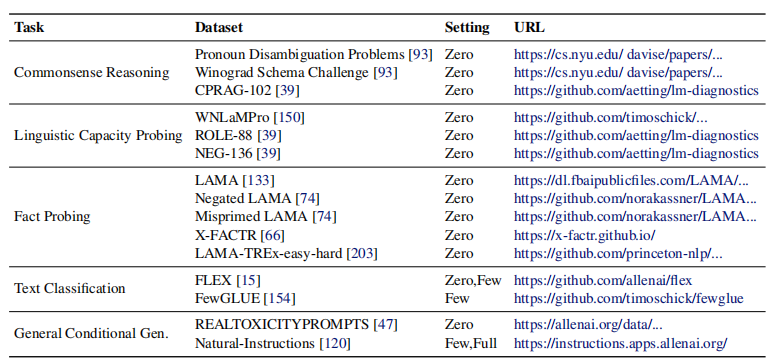 Task Dataset Setting URL
Pronoun Disambiguation Problems [93] Zero https://cs.nyu.edu/ davise/papers/...
Commonsense Reasoning Winograd Schema Challenge [93] Zero https://cs.nyu.edu/ davise/papers/...
CPRAG-102 [39] Zero https://github.com/aetting/lm-diagnostics
WNLaMPro [150] Zero https://github.com/timoschick/...
Linguistic Capacity Probing ROLE-88 [39] Zero https://github.com/aetting/lm-diagnostics
NEG-136 [39] Zero https://github.com/aetting/lm-diagnostics
LAMA [133] Zero https://dl.fbaipublicfiles.com/LAMA/...
Negated LAMA [74] Zero https://github.com/norakassner/LAMA...
Fact Probing Misprimed LAMA [74] Zero https://github.com/norakassner/LAMA...
X-FACTR [66] Zero https://x-factr.github.io/
LAMA-TREx-easy-hard [203] Zero https://github.com/princeton-nlp/...
Text Classification FLEX [15] Zero,Few https://github.com/allenai/flex
FewGLUE [154] Few https://github.com/timoschick/fewglue
General Conditional Gen. REALTOXICITYPROMPTS [47] Zero https://allenai.org/data/...
Natural-Instructions [120] Few,Full https://instructions.apps.allenai.org/